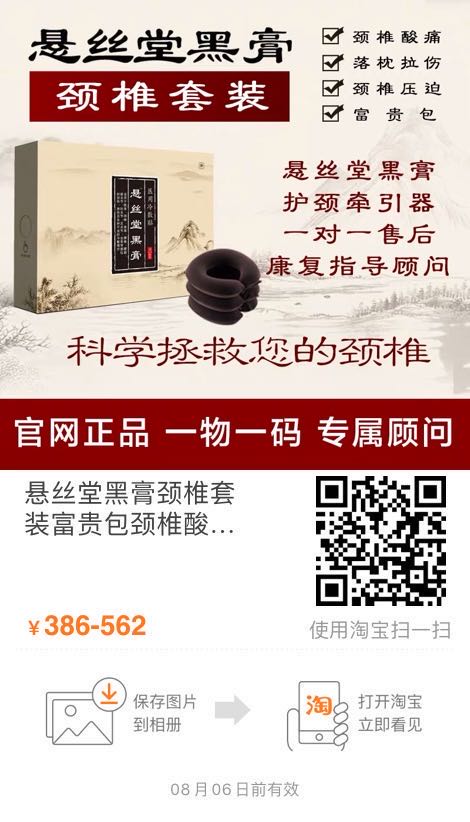 悬丝堂黑膏
颈椎套装
颈椎酸痛
落枕拉伤
颈椎压迫
富贵包
悬丝堂黑膏
护颈牵引器
一对一售后
康复指导顾问
医用冷敷贴
悬丝堂黑膏
科学拯救您的颈椎
官网正品 一物一码 专属顾问
悬丝堂黑膏颈椎套
装富贵包颈椎酸...
¥386-562
使用淘宝扫一扫
保存图片
到相册
淘
打开淘宝
立即看见
08月06日前有效